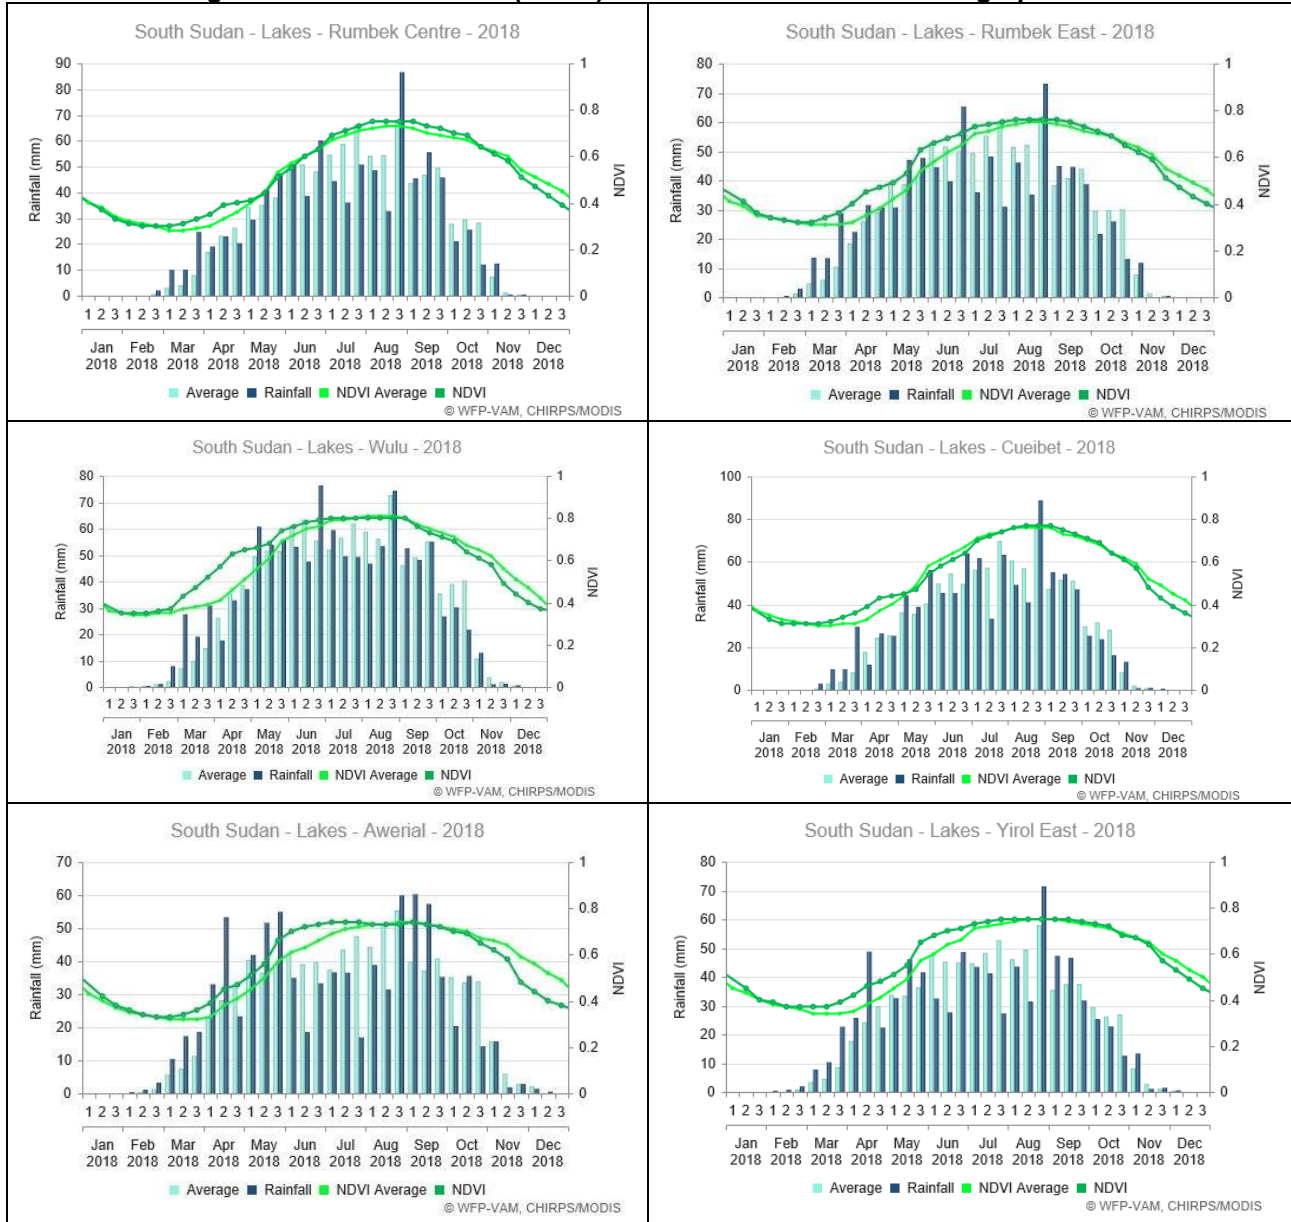 South Sudan - Lakes - Rumbek Centre - 2018
90
80
70
60
50
40
30
20
10
0
Rainfall (mm)
1
0.8
0.6
0.4
0.2
0
NDVI
1 2 3 1 2 3 1 2 3 1 2 3 1 2 3 1 2 3 1 2 3 1 2 3 1 2 3 1 2 3 1 2 3 1 2 3
Jan Feb Mar Apr May Jun Jul Aug Sep Oct Nov Dec
2018 2018 2018 2018 2018 2018 2018 2018 2018 2018 2018 2018
Average Rainfall NDVI Average NDVI
© WFP-VAM, CHIRPS/MODIS
South Sudan - Lakes - Rumbek East - 2018
80
70
60
50
40
30
20
10
0
Rainfall (mm)
1
0.8
0.6
0.4
0.2
0
NDVI
1 2 3 1 2 3 1 2 3 1 2 3 1 2 3 1 2 3 1 2 3 1 2 3 1 2 3 1 2 3 1 2 3 1 2 3
Jan Feb Mar Apr May Jun Jul Aug Sep Oct Nov Dec
2018 2018 2018 2018 2018 2018 2018 2018 2018 2018 2018 2018
Average Rainfall NDVI Average NDVI
© WFP-VAM, CHIRPS/MODIS
South Sudan - Lakes - Wulu - 2018
80
70
60
50
40
30
20
10
0
Rainfall (mm)
1
0.8
0.6
0.4
0.2
0
NDVI
1 2 3 1 2 3 1 2 3 1 2 3 1 2 3 1 2 3 1 2 3 1 2 3 1 2 3 1 2 3 1 2 3 1 2 3
Jan Feb Mar Apr May Jun Jul Aug Sep Oct Nov Dec
2018 2018 2018 2018 2018 2018 2018 2018 2018 2018 2018 2018
Average Rainfall NDVI Average NDVI
© WFP-VAM, CHIRPS/MODIS
South Sudan - Lakes - Cueibet - 2018
100
80
60
40
20
0
Rainfall (mm)
1
0.8
0.6
0.4
0.2
0
NDVI
1 2 3 1 2 3 1 2 3 1 2 3 1 2 3 1 2 3 1 2 3 1 2 3 1 2 3 1 2 3 1 2 3 1 2 3
Jan Feb Mar Apr May Jun Jul Aug Sep Oct Nov Dec
2018 2018 2018 2018 2018 2018 2018 2018 2018 2018 2018 2018
Average Rainfall NDVI Average NDVI
© WFP-VAM, CHIRPS/MODIS
South Sudan - Lakes - Awerial - 2018
70
60
50
40
30
20
10
0
Rainfall (mm)
1
0.8
0.6
0.4
0.2
0
NDVI
1 2 3 1 2 3 1 2 3 1 2 3 1 2 3 1 2 3 1 2 3 1 2 3 1 2 3 1 2 3 1 2 3 1 2 3
Jan Feb Mar Apr May Jun Jul Aug Sep Oct Nov Dec
2018 2018 2018 2018 2018 2018 2018 2018 2018 2018 2018 2018
Average Rainfall NDVI Average NDVI
© WFP-VAM, CHIRPS/MODIS
South Sudan - Lakes - Yirol East - 2018
80
70
60
50
40
30
20
10
0
Rainfall (mm)
1
0.8
0.6
0.4
0.2
0
NDVI
1 2 3 1 2 3 1 2 3 1 2 3 1 2 3 1 2 3 1 2 3 1 2 3 1 2 3 1 2 3 1 2 3 1 2 3
Jan Feb Mar Apr May Jun Jul Aug Sep Oct Nov Dec
2018 2018 2018 2018 2018 2018 2018 2018 2018 2018 2018 2018
Average Rainfall NDVI Average NDVI
© WFP-VAM, CHIRPS/MODIS